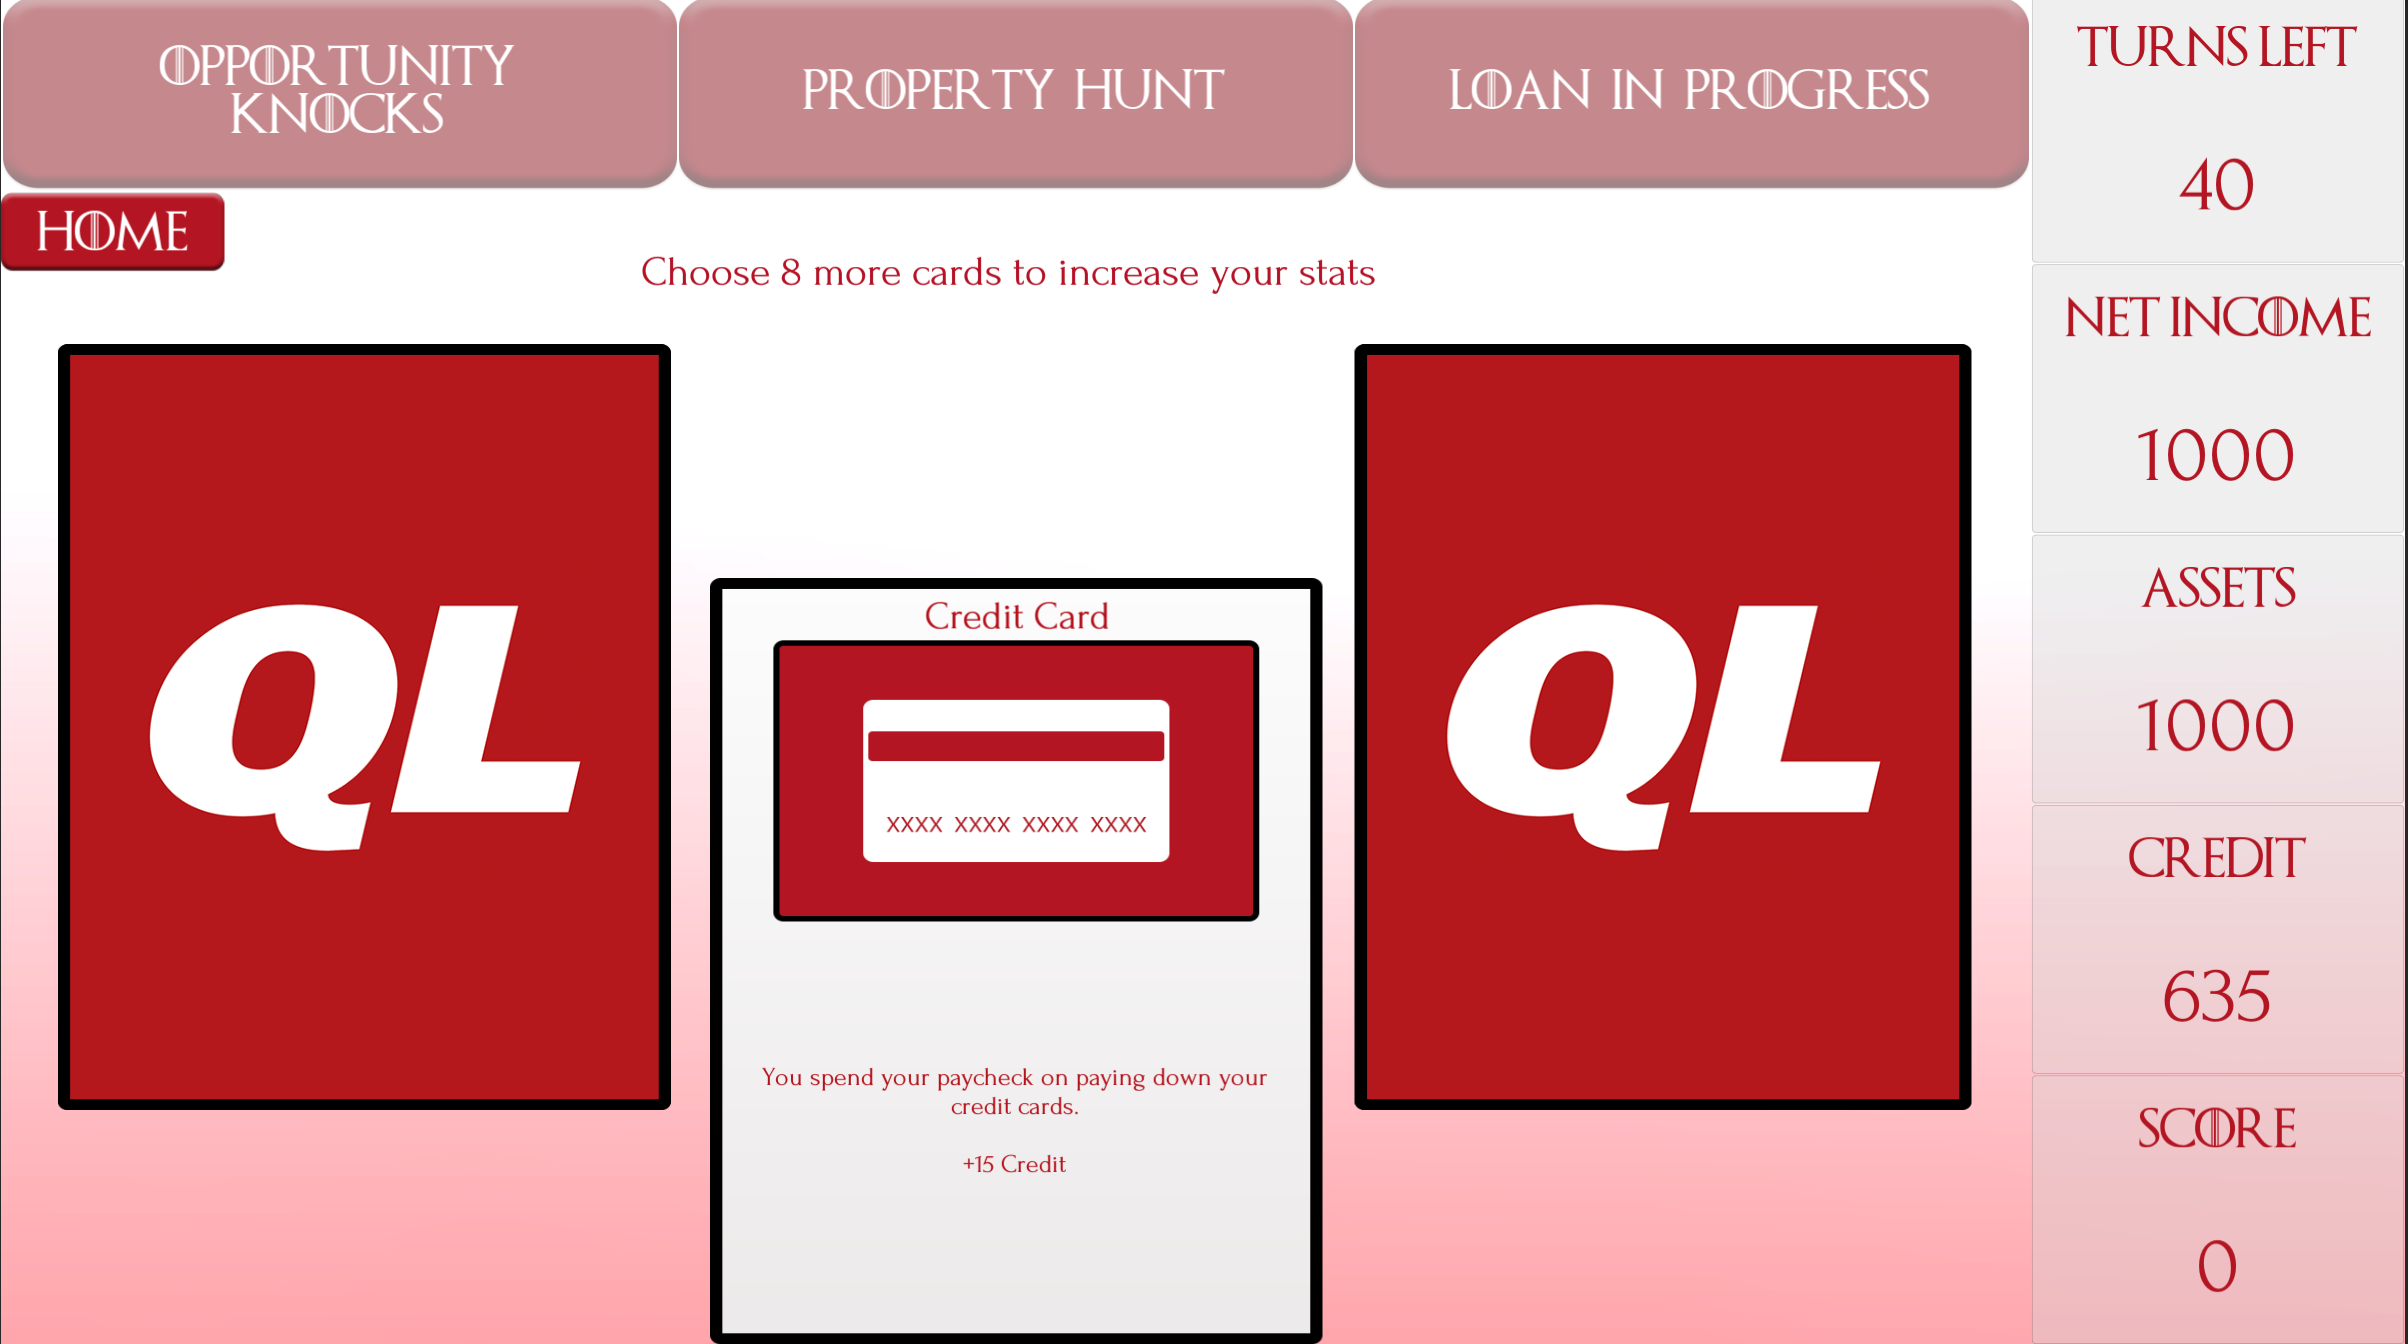 OPPORTUNITY
KNOCKS
PROPERTY HUNT
LOAN IN PROGRESS
HOME
Choose 8 more cards to increase your stats
QL
Credit Card
XXXX XXXX XXXX XXXX
You spend your paycheck on paying down your
credit cards.
+15 Credit
QL
TURNS LEFT
40
NET INCOME
1000
ASSETS
1000
CREDIT
635
SCORE
0